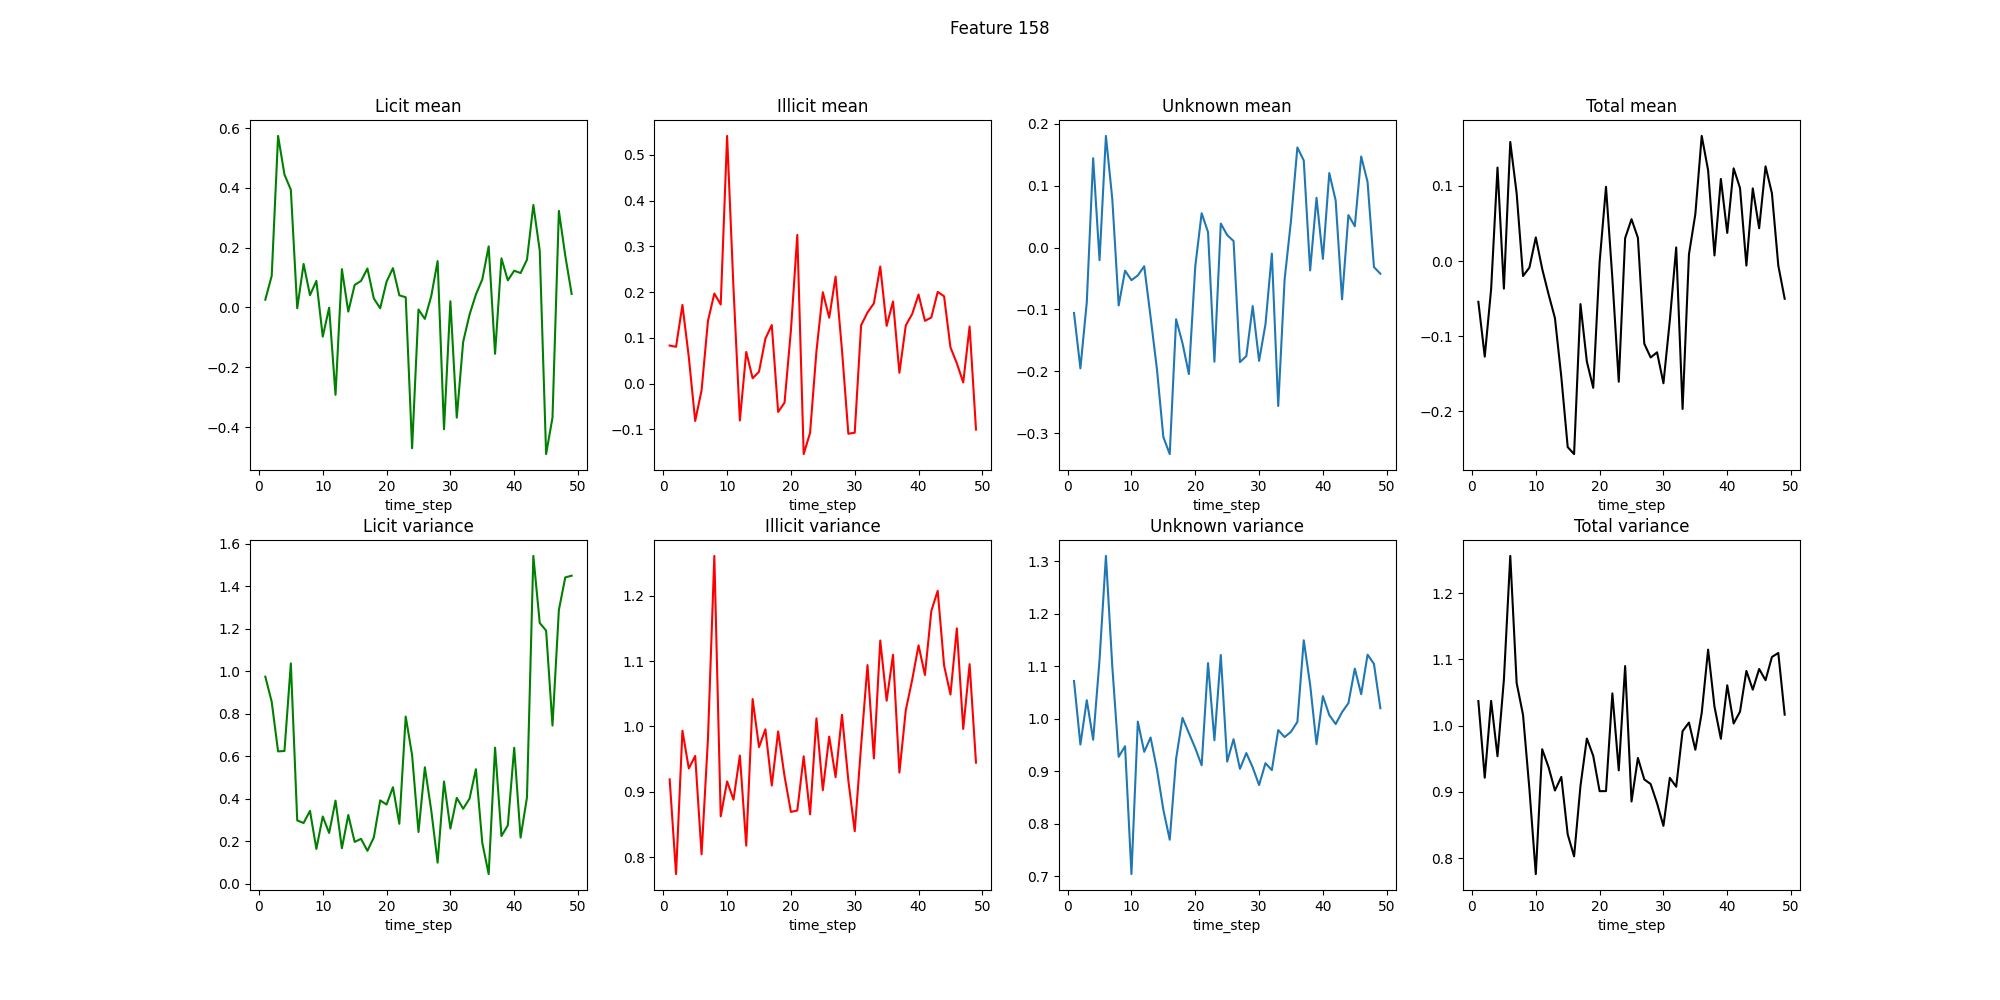 Feature 158
Licit mean
0.6
0.4
0.2
0.0
−0.2
−0.4
0 10 20 30 40 50
time_step
Illicit mean
0.5
0.4
0.3
0.2
0.1
0.0
−0.1
0 10 20 30 40 50
time_step
Unknown mean
0.2
0.1
0.0
−0.1
−0.2
−0.3
0 10 20 30 40 50
time_step
Total mean
0.1
0.0
−0.1
−0.2
0 10 20 30 40 50
time_step
Licit variance
1.6
1.4
1.2
1.0
0.8
0.6
0.4
0.2
0.0
0 10 20 30 40 50
time_step
Illicit variance
1.2
1.1
1.0
0.9
0.8
0 10 20 30 40 50
time_step
Unknown variance
1.3
1.2
1.1
1.0
0.9
0.8
0.7
0 10 20 30 40 50
time_step
Total variance
1.2
1.1
1.0
0.9
0.8
0 10 20 30 40 50
time_step